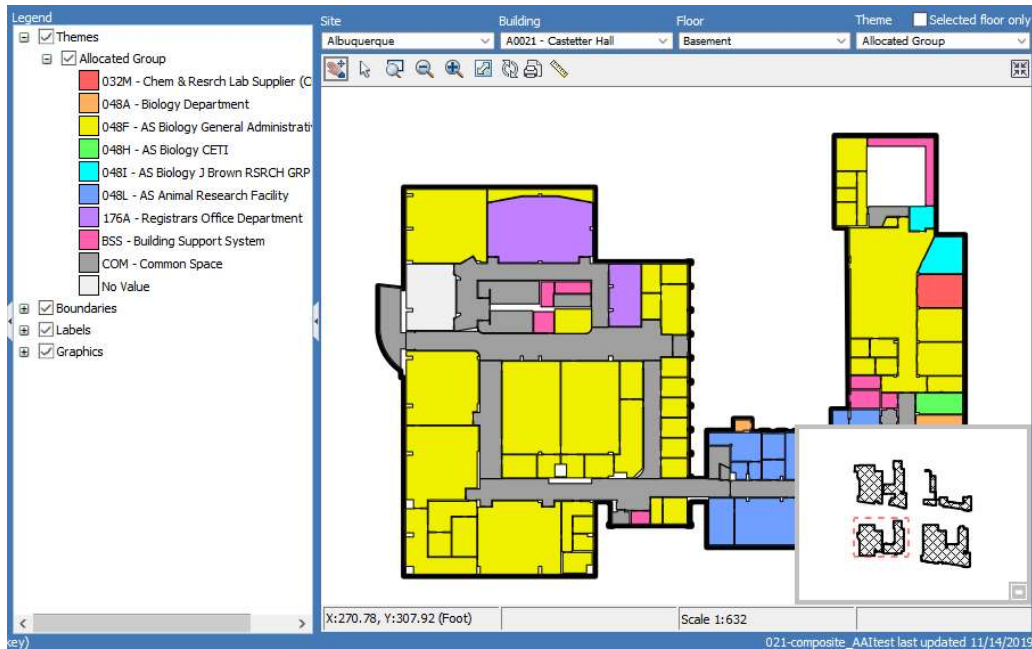 Legend
Themes
Allocated Group
032M - Chem & Resrch Lab Supplier (C
048A - Biology Department
048F - AS Biology General Administrativ
048H - AS Biology CETI
048I - AS Biology J Brown RSRCH GRP
048L - AS Animal Research Facility
176A - Registrars Office Department
BSS - Building Support System
COM - Common Space
No Value
Boundaries
Labels
Graphics
Site Building Floor Theme Selected floor only
Albuquerque A0021 - Castetter Hall Basement Allocated Group
X:270.78, Y:307.92 (Foot) Scale 1:632
key) 021-composite_AAItest last updated 11/14/2019